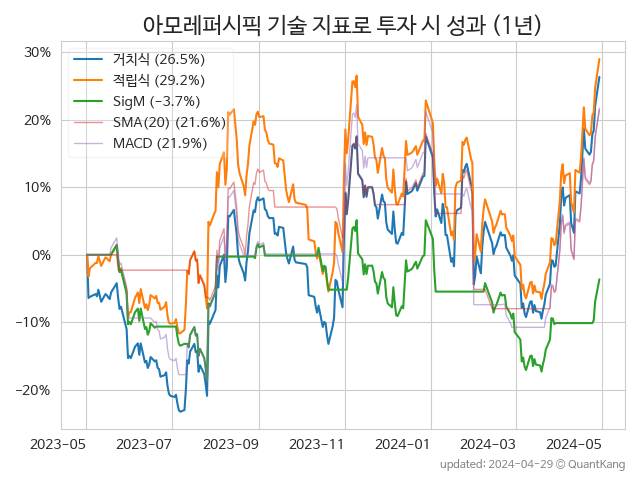 아모레퍼시픽 기술 지표로 투자 시 성과 (1년)
거치식 (26.5%)
적립식 (29.2%)
SigM (−3.7%)
SMA(20) (21.6%)
MACD (21.9%)
30%
20%
10%
0%
−10%
−20%
2023-05 2023-07 2023-09 2023-11 2024-01 2024-03 2024-05
updated: 2024-04-29 © QuantKang